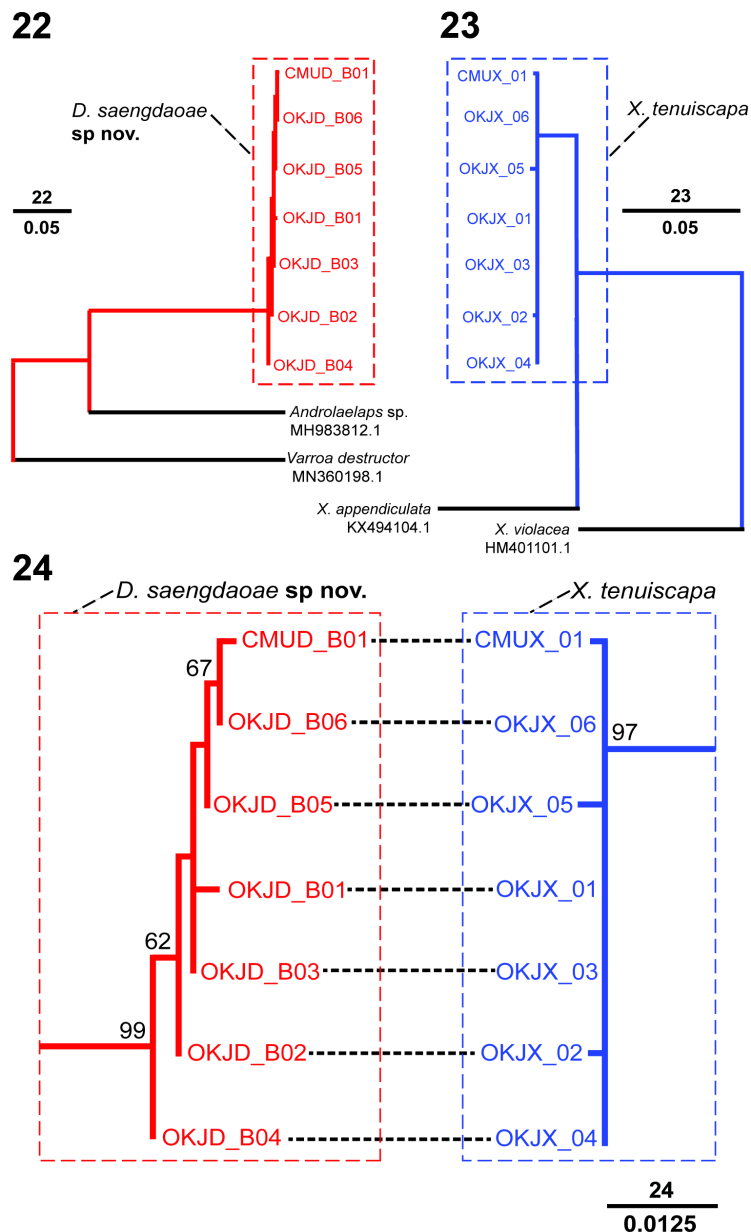 22
D. saengdaoae
sp nov.
CMUD_B01
OKJD_B06
OKJD_B05
OKJD_B01
OKJD_B03
OKJD_B02
OKJD_B04
22
0.05
Androlaelaps sp.
MH983812.1
Varroa destructor
MN360198.1
23
X. tenuiscapa
CMUX_01
OKJX_06
OKJX_05
OKJX_01
OKJX_03
OKJX_02
OKJX_04
23
0.05
X. appendiculata
KX494104.1
X. violacea
HM401101.1
24
D. saengdaoae sp nov.
X. tenuiscapa
CMUD_B01 CMUX_01
67
OKJD_B06 OKJX_06
97
OKJD_B05 OKJX_05
OKJD_B01 OKJX_01
62
OKJD_B03 OKJX_03
99
OKJD_B02 OKJX_02
OKJD_B04 OKJX_04
24
0.0125